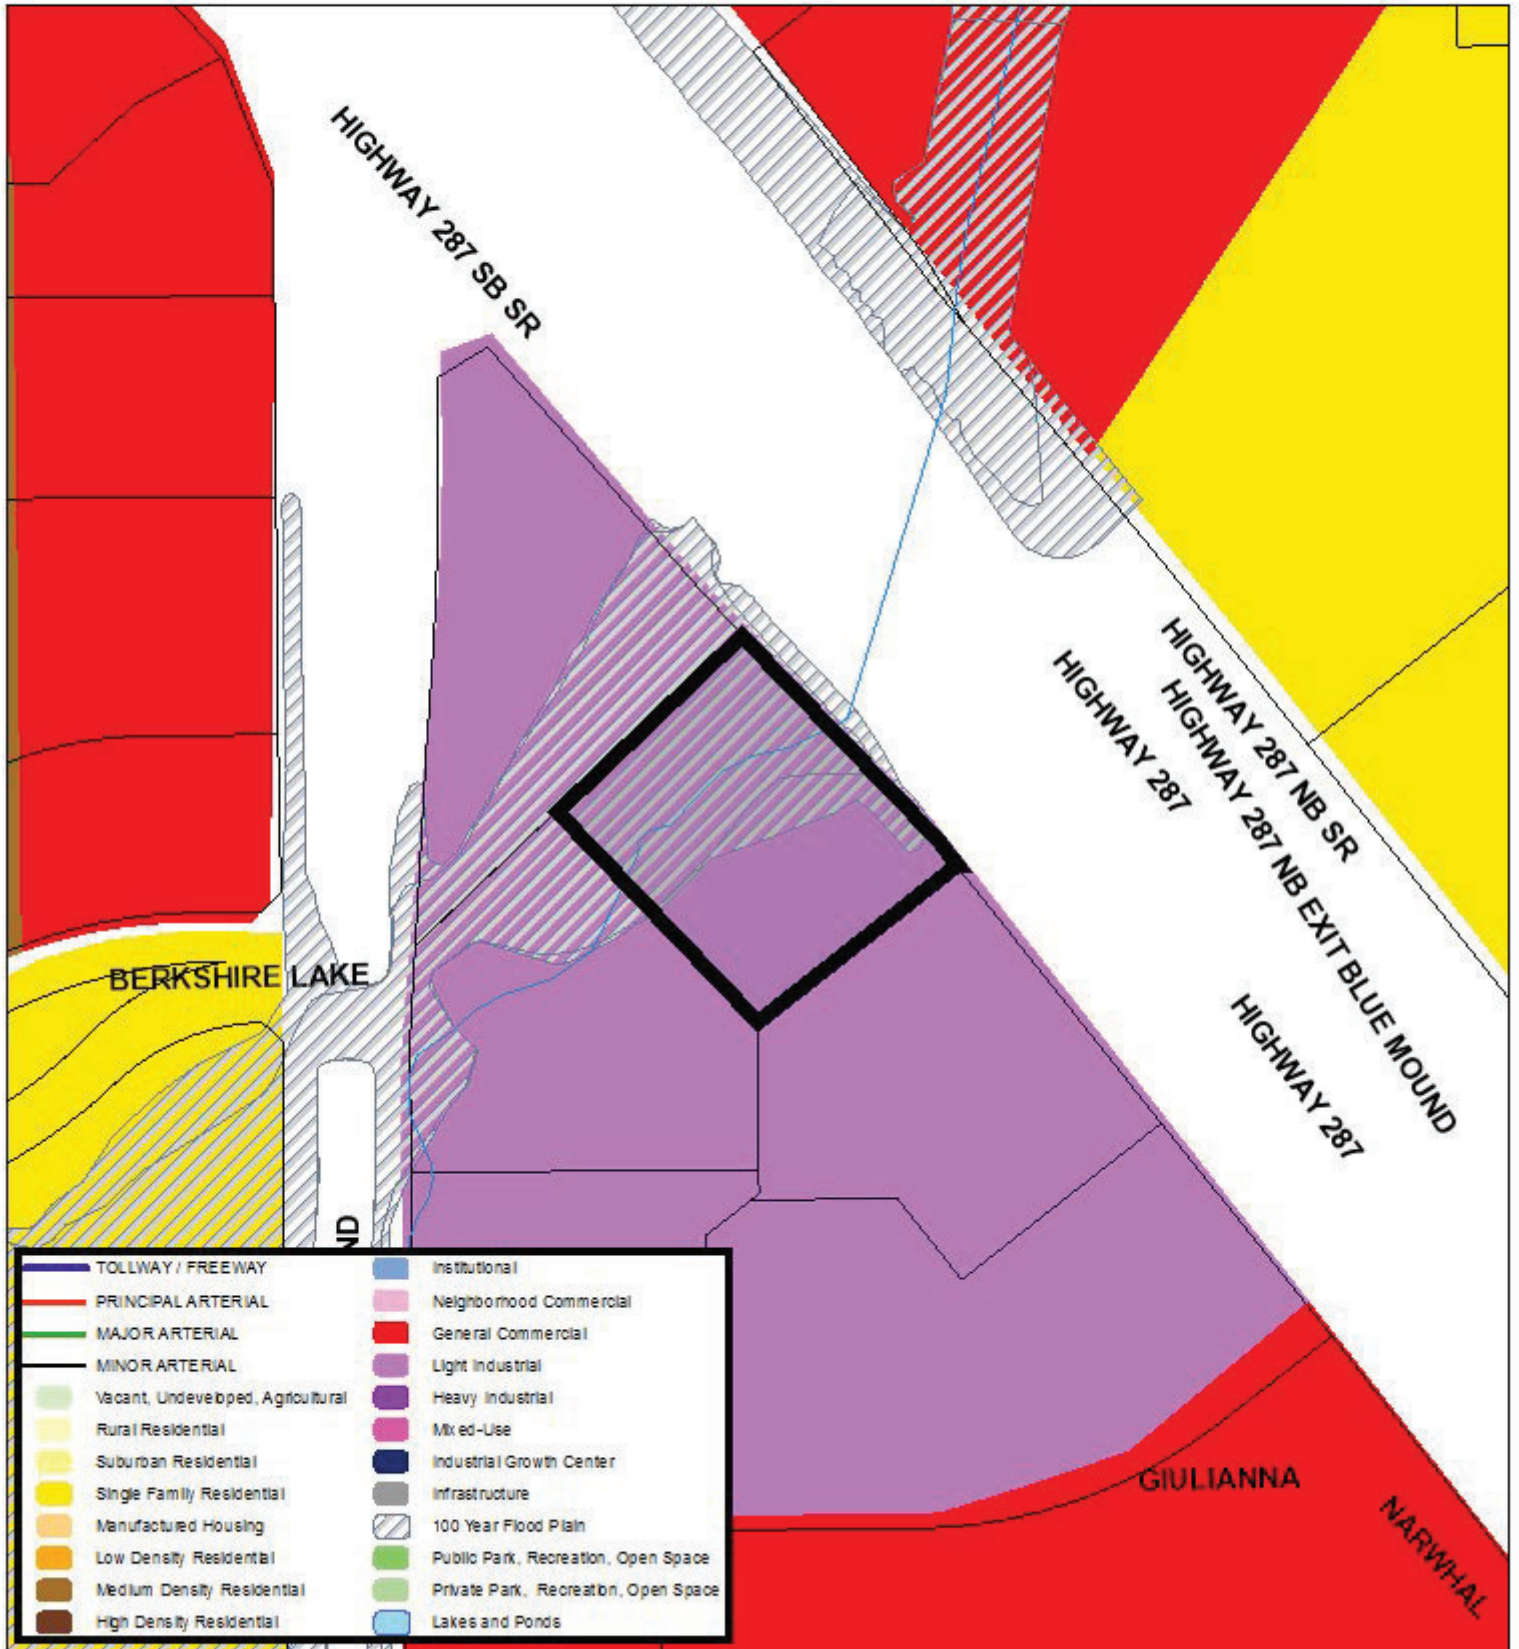 HIGHWAY 287 SB SR
HIGHWAY 287 NB SR
HIGHWAY 287
HIGHWAY 287 NB EXIT BLUE MOUND
BERKSHIRE LAKE
HIGHWAY 287
ND
GIULIANNA
NARWHAL
TOLLWAY / FREEWAY
PRINCIPAL ARTERIAL
MAJOR ARTERIAL
MINOR ARTERIAL
Vacant, Undeveloped, Agricultural
Rural Residential
Suburban Residential
Single Family Residential
Manufactured Housing
Low Density Residential
Medium Density Residential
High Density Residential
Institutional
Neighborhood Commercial
General Commercial
Light Industrial
Heavy Industrial
Mixed-Use
Industrial Growth Center
Infrastructure
100 Year Flood Plain
Public Park, Recreation, Open Space
Private Park, Recreation, Open Space
Lakes and Ponds